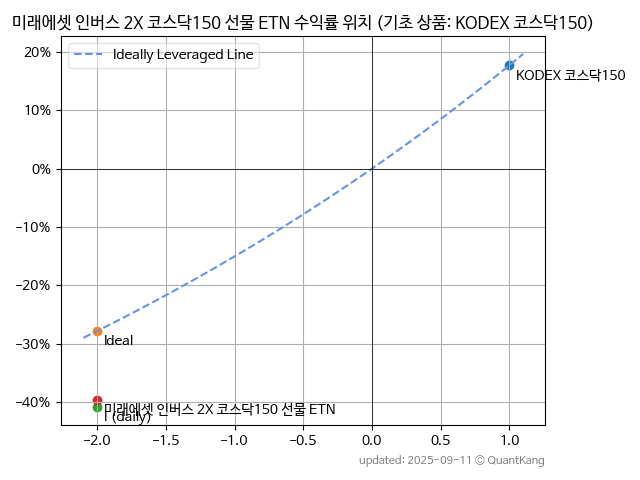 미래에셋 인버스 2X 코스닥150 선물 ETN 수익률 위치 (기초 상품: KODEX 코스닥150)
20%
Ideally Leveraged Line
KODEX 코스닥150
10%
0%
-10%
-20%
Ideal
-30%
미래에셋 인버스 2X 코스닥150 선물 ETN
(daily)
-40%
-2.0 -1.5 -1.0 -0.5 0.0 0.5 1.0
updated: 2025-09-11 © QuantKang